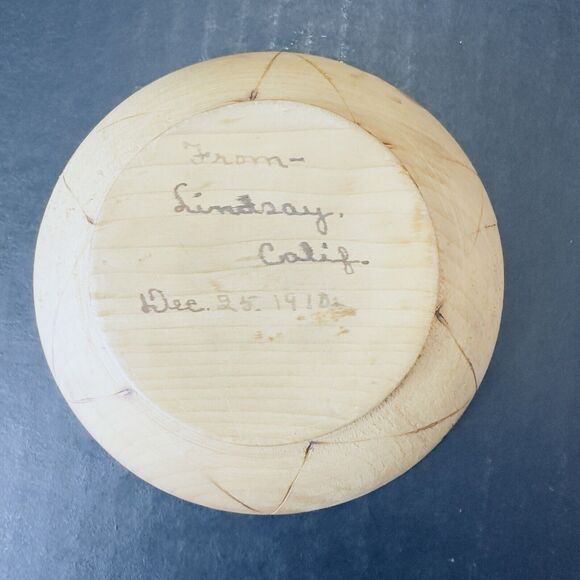 From-
Lindsay,
Calif.
Dec. 25. 1910.